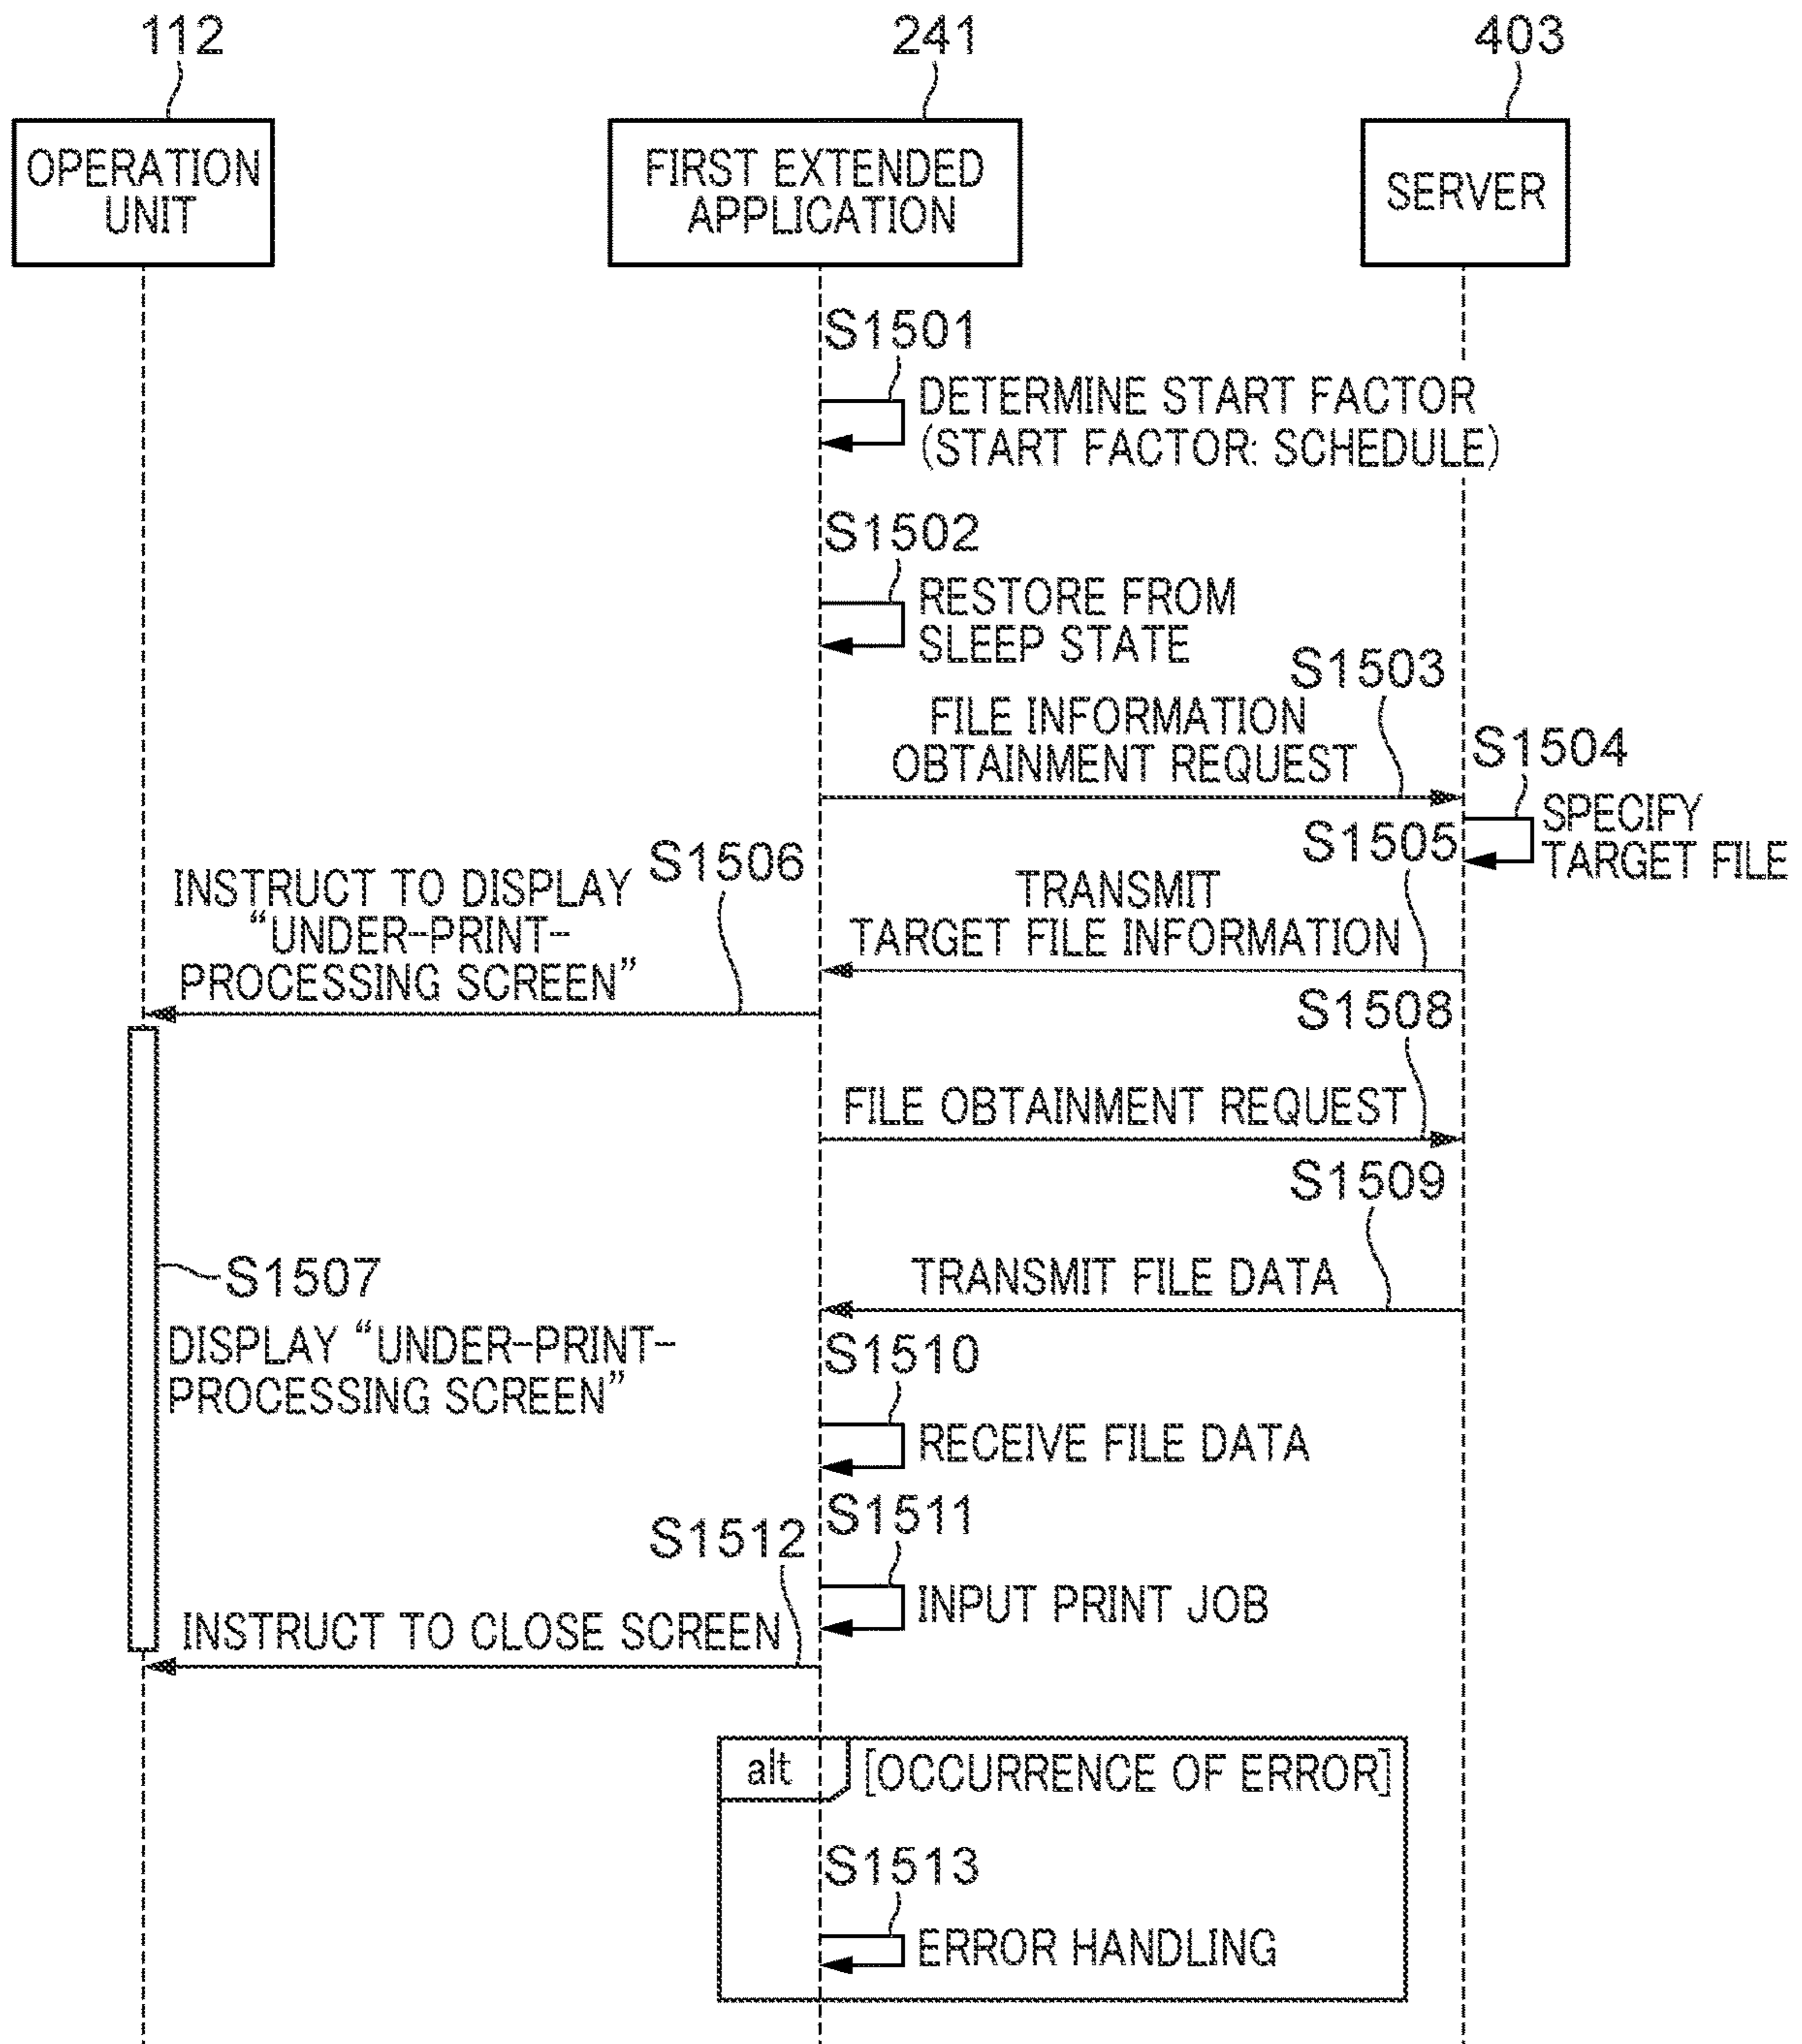 112
241
403
OPERATION
UNIT
FIRST EXTENDED
APPLICATION
SERVER
S1501
DETERMINE START FACTOR
(START FACTOR: SCHEDULE)
S1502
RESTORE FROM
SLEEP STATE
S1503
FILE INFORMATION
OBTAINMENT REQUEST
S1504
SPECIFY
TARGET FILE
S1505
TRANSMIT
TARGET FILE INFORMATION
S1506
INSTRUCT TO DISPLAY
“UNDER-PRINT-
PROCESSING SCREEN”
S1508
FILE OBTAINMENT REQUEST
S1509
TRANSMIT FILE DATA
S1507
DISPLAY “UNDER-PRINT-
PROCESSING SCREEN”
S1510
RECEIVE FILE DATA
S1511
INPUT PRINT JOB
S1512
INSTRUCT TO CLOSE SCREEN
alt
[OCCURRENCE OF ERROR]
S1513
ERROR HANDLING